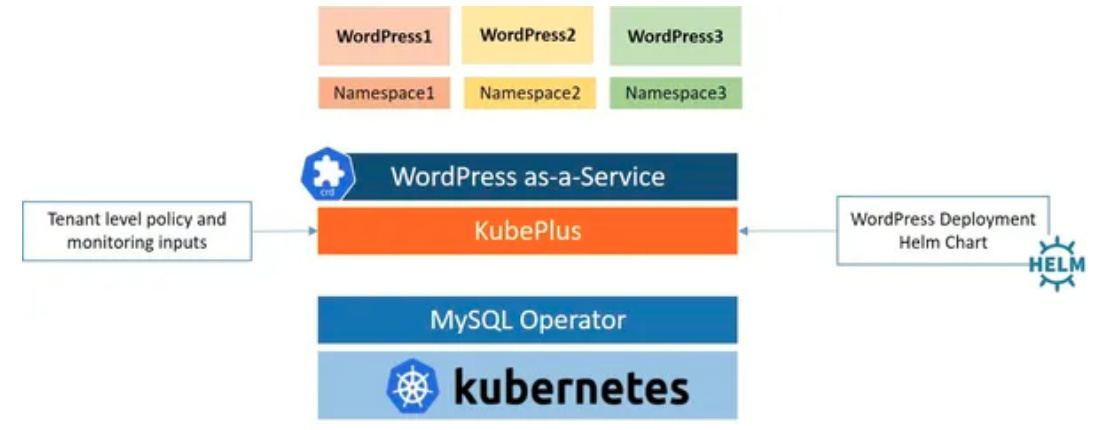 WordPress1
WordPress2
WordPress3
Namespace1
Namespace2
Namespace3
crd
WordPress as-a-Service
Tenant level policy and
monitoring inputs
KubePlus
WordPress Deployment
Helm Chart
HELM
MySQL Operator
kubernetes